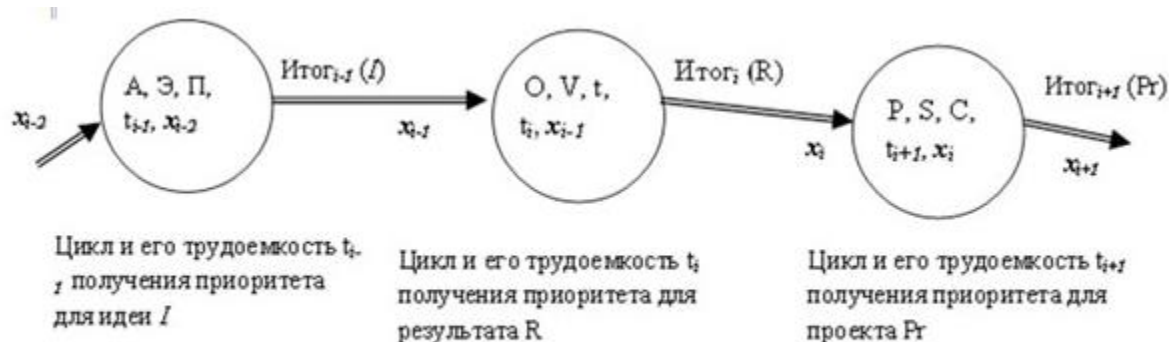 x_{i-2}
А, Э, П,
t_{i-1}, x_{i-2}
Итог_{i-1} (I)
x_{i-1}
O, V, t,
t_i, x_{i-1}
Итог_i (R)
x_i
P, S, C,
t_{i+1}, x_i
Итог_{i+1} (Pr)
x_{i+1}
Цикл и его трудоемкость t_{i-
1} получения приоритета
для идеи I
Цикл и его трудоемкость t_i
получения приоритета для
результата R
Цикл и его трудоемкость t_{i+1}
получения приоритета для
проекта Pr